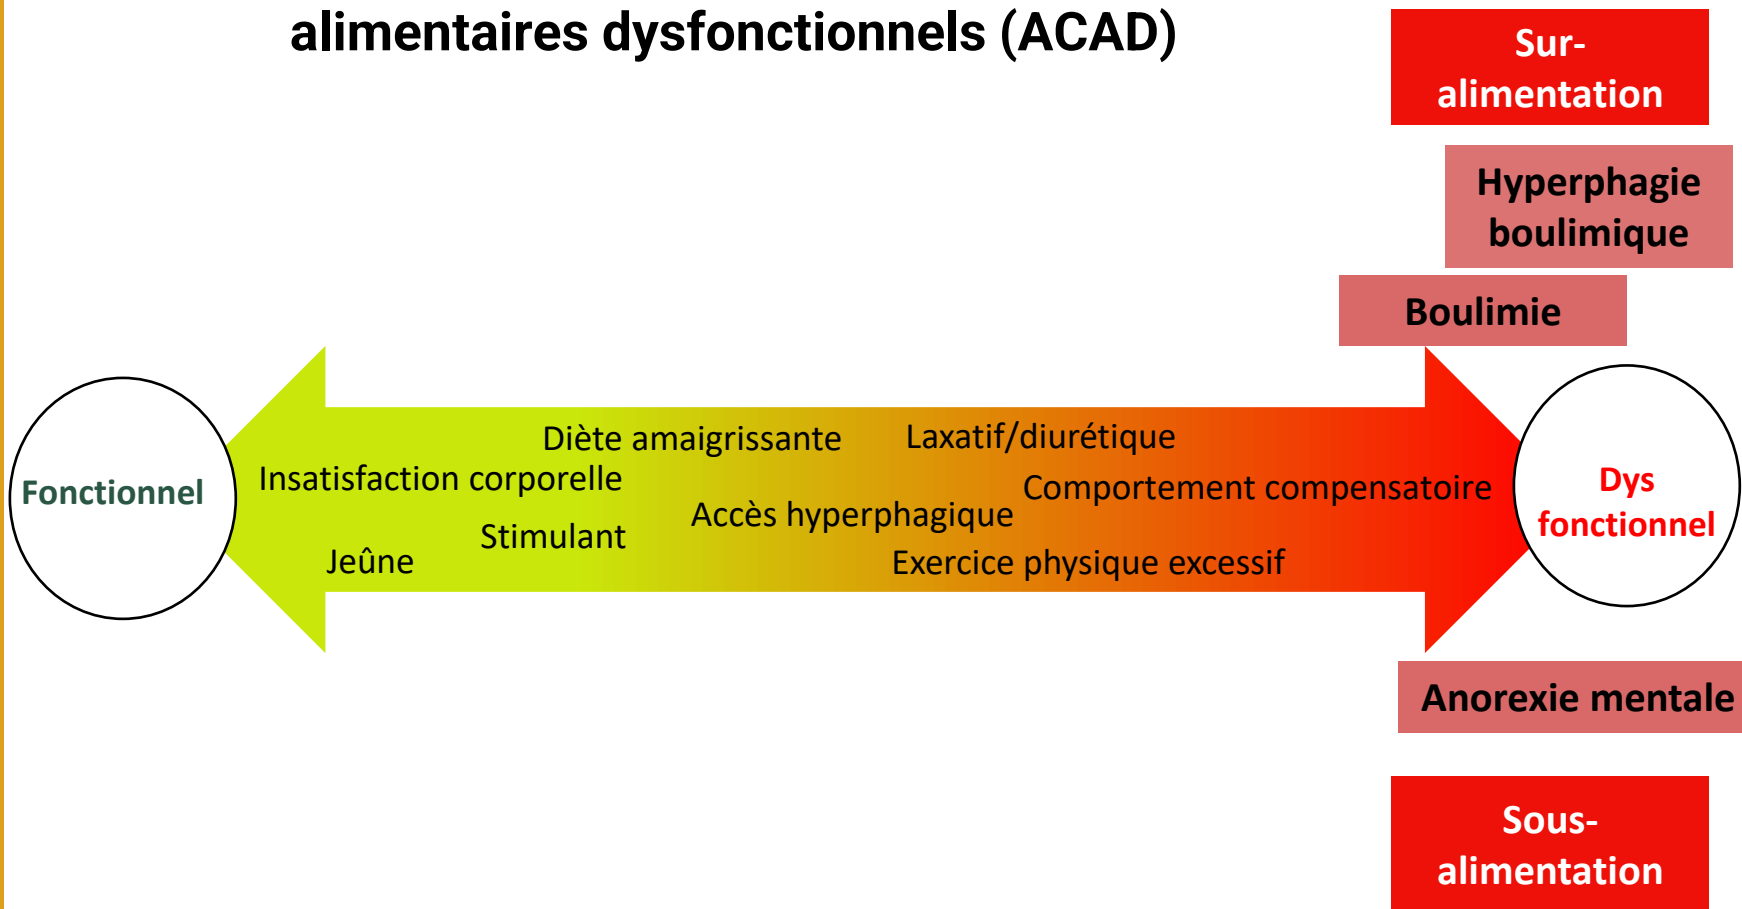 alimentaires dysfonctionnels (ACAD)
Sur-
alimentation
Hyperphagie
boulimique
Boulimie
Diète amaigrissante
Laxatif/diurétique
Insatisfaction corporelle
Comportement compensatoire
Fonctionnel
Dys
fonctionnel
Accès hyperphagique
Stimulant
Jeûne
Exercice physique excessif
Anorexie mentale
Sous-
alimentation